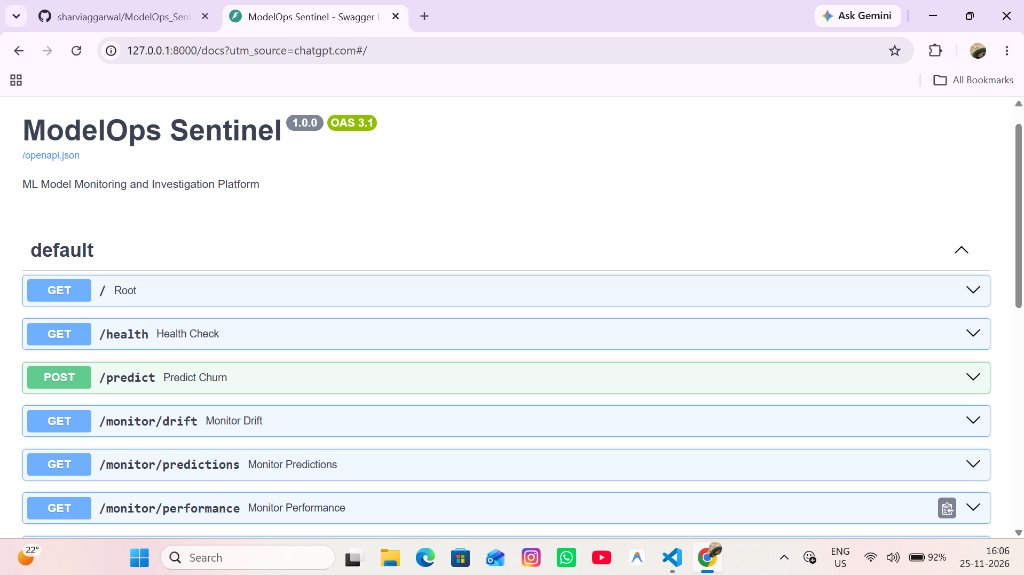 sharviaggarwal/ModelOps_Sent
ModelOps Sentinel - Swagger U
Ask Gemini
127.0.0.1:8000/docs?utm_source=chatgpt.com#/
All Bookmarks
ModelOps Sentinel 1.0.0 OAS 3.1
/openapi.json
ML Model Monitoring and Investigation Platform
default
GET / Root
GET /health Health Check
POST /predict Predict Churn
GET /monitor/drift Monitor Drift
GET /monitor/predictions Monitor Predictions
GET /monitor/performance Monitor Performance
22°
Search
ENG
US
92%
16:06
25-11-2026